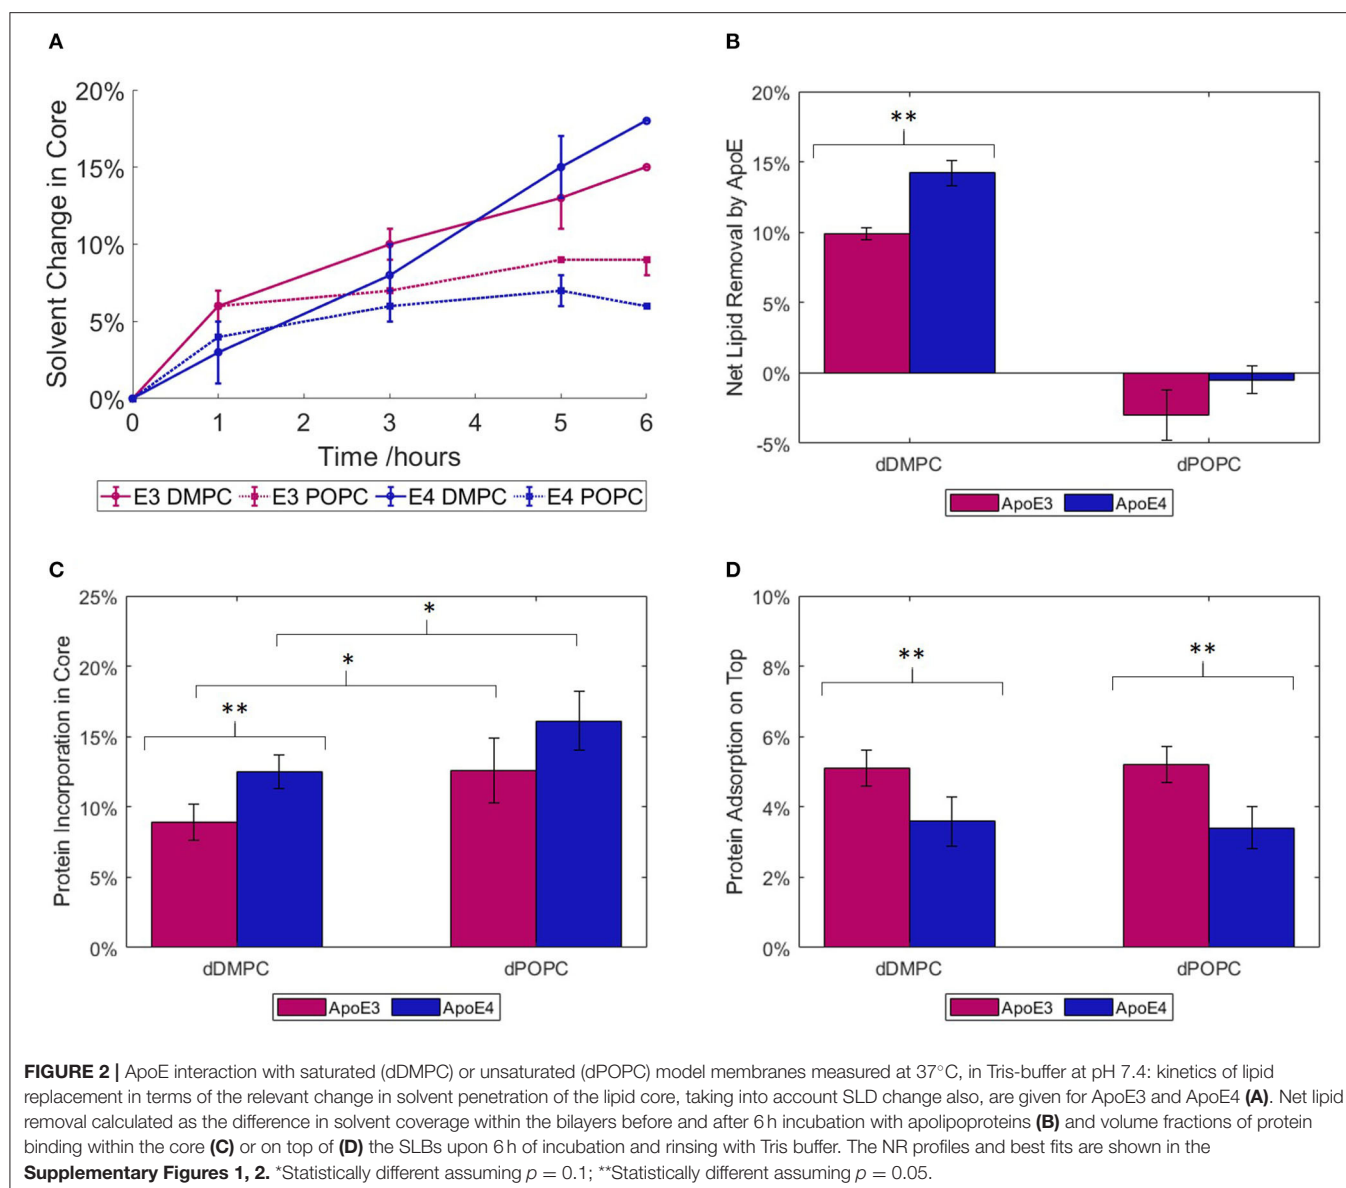 A
20%
15%
10%
5%
0%
Solvent Change in Core
0 1 2 3 4 5 6
Time /hours
E3 DMPC E3 POPC E4 DMPC E4 POPC
B
20%
15%
10%
5%
0%
-5%
Net Lipid Removal by ApoE
**
dDMPC dPOPC
ApoE3 ApoE4
C
25%
20%
15%
10%
5%
0%
Protein Incorporation in Core
*
*
**
dDMPC dPOPC
ApoE3 ApoE4
D
10%
8%
6%
4%
2%
0%
Protein Adsorption on Top
** **
dDMPC dPOPC
ApoE3 ApoE4
FIGURE 2 | ApoE interaction with saturated (dDMPC) or unsaturated (dPOPC) model membranes measured at 37°C, in Tris-buffer at pH 7.4: kinetics of lipid
replacement in terms of the relevant change in solvent penetration of the lipid core, taking into account SLD change also, are given for ApoE3 and ApoE4 (A). Net lipid
removal calculated as the difference in solvent coverage within the bilayers before and after 6 h incubation with apolipoproteins (B) and volume fractions of protein
binding within the core (C) or on top of (D) the SLBs upon 6 h of incubation and rinsing with Tris buffer. The NR profiles and best fits are shown in the
Supplementary Figures 1, 2. *Statistically different assuming p = 0.1; **Statistically different assuming p = 0.05.